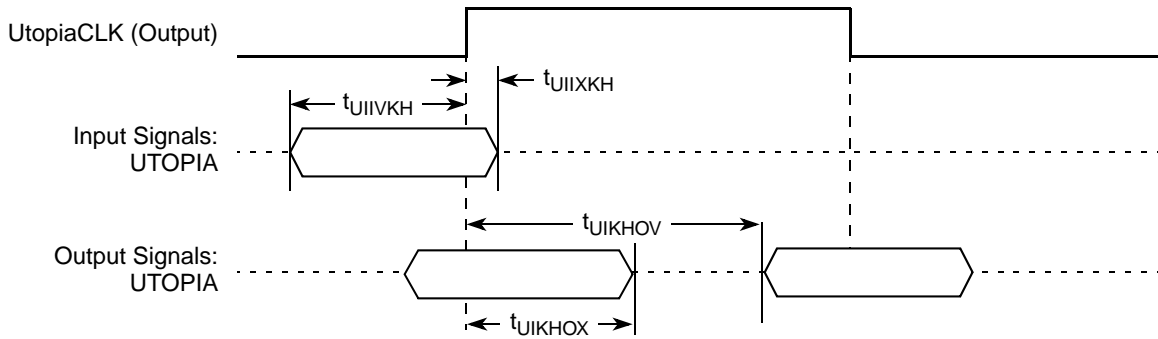 UtopiaCLK (Output)
tUIIXKH
tUIIVKH
Input Signals:
UTOPIA
tUIKHOV
Output Signals:
UTOPIA
tUIKHOX